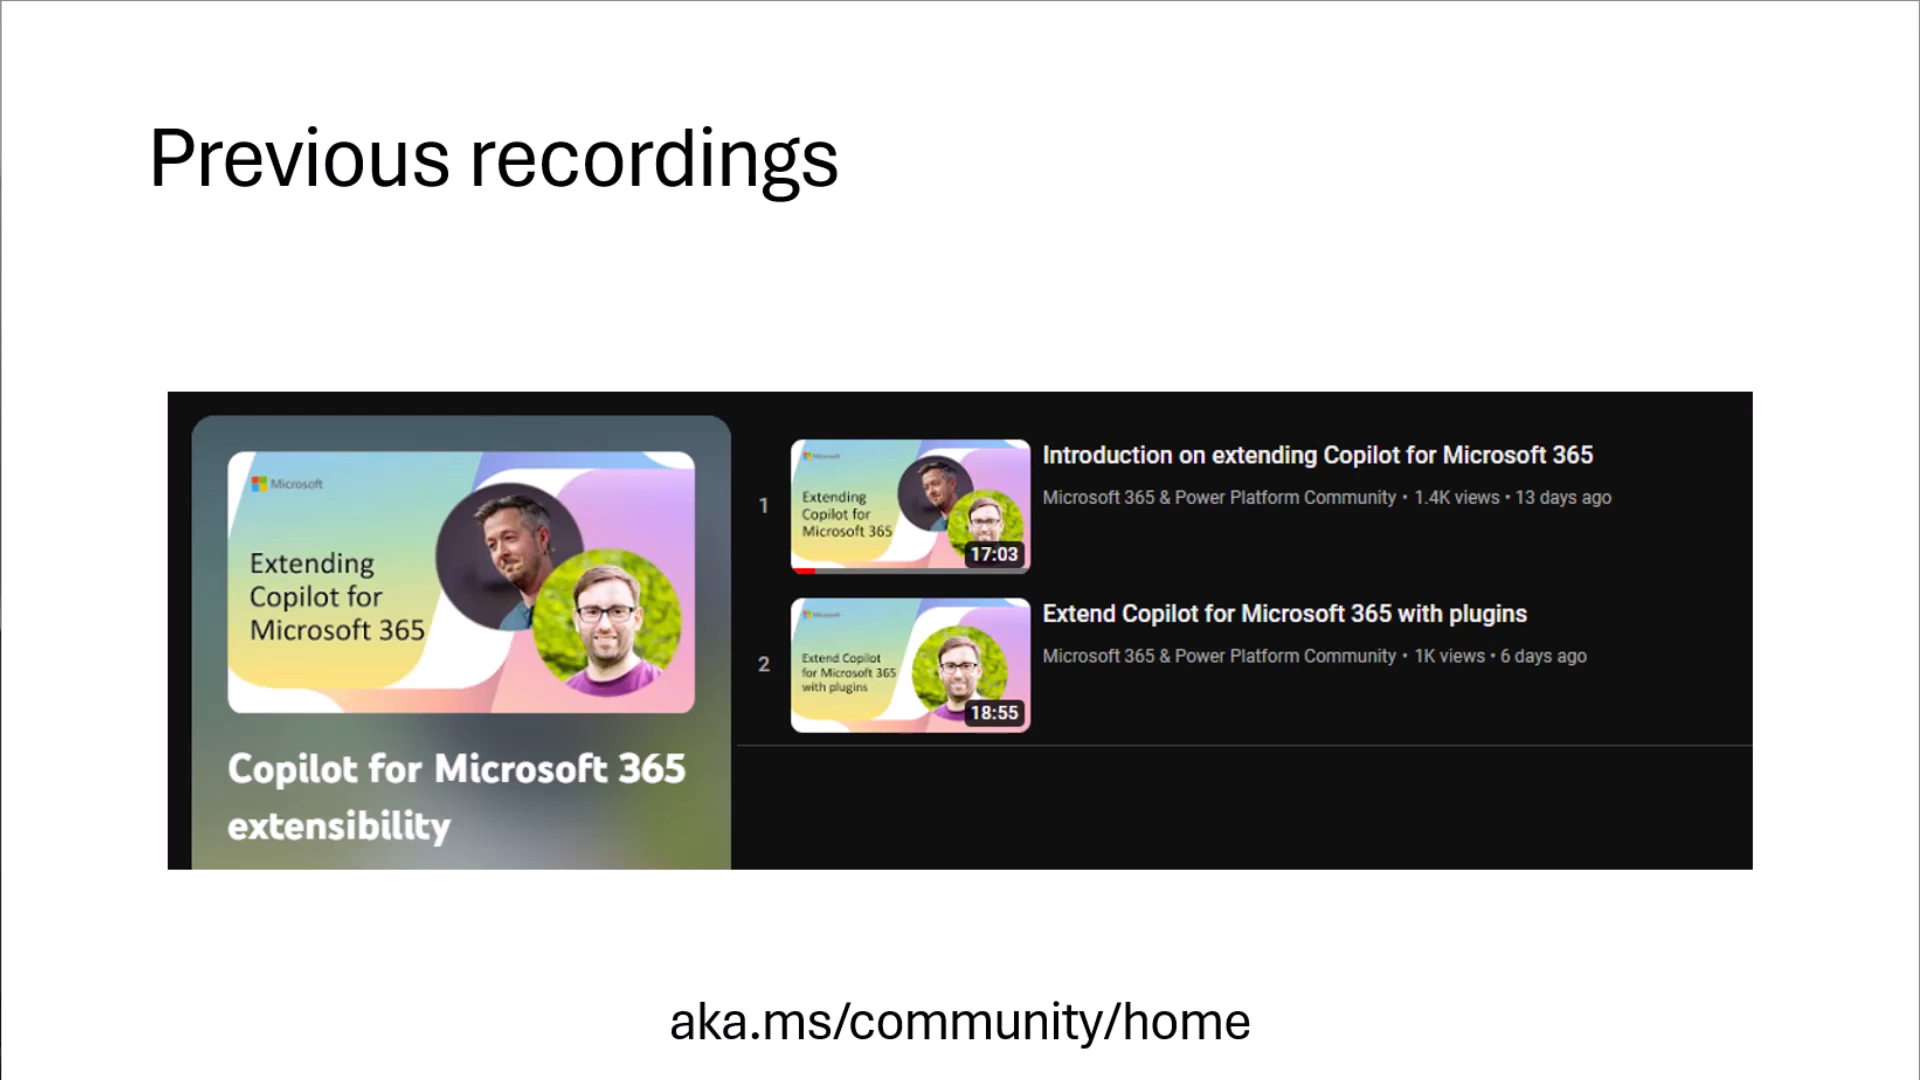 Previous recordings
Microsoft
Extending
Copilot for
Microsoft 365
Copilot for Microsoft 365
extensibility
1
Microsoft
Extending
Copilot for
Microsoft 365
17:03
Introduction on extending Copilot for Microsoft 365
Microsoft 365 & Power Platform Community • 1.4K views • 13 days ago
2
Microsoft
Extend Copilot
for Microsoft 365
with plugins
18:55
Extend Copilot for Microsoft 365 with plugins
Microsoft 365 & Power Platform Community • 1K views • 6 days ago
aka.ms/community/home